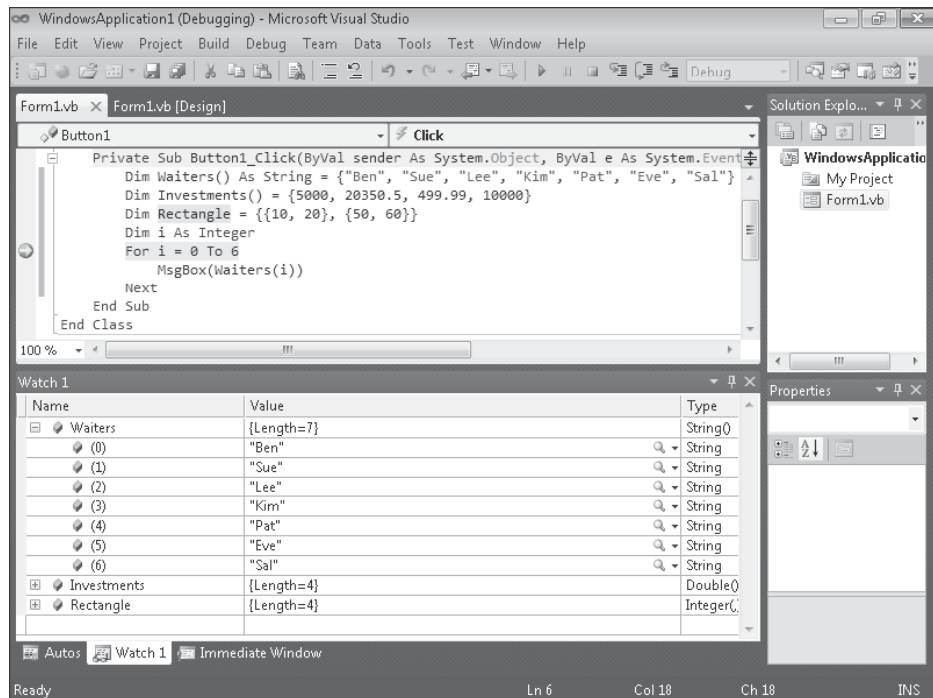 WindowsApplication1 (Debugging) - Microsoft Visual Studio
File Edit View Project Build Debug Team Data Tools Test Window Help
Debug
Form1.vb Form1.vb [Design]
Button1 Click
Private Sub Button1_Click(ByVal sender As System.Object, ByVal e As System.Event
Dim Waiters() As String = {"Ben", "Sue", "Lee", "Kim", "Pat", "Eve", "Sal"}
Dim Investments() = {5000, 20350.5, 499.99, 10000}
Dim Rectangle = {{10, 20}, {50, 60}}
Dim i As Integer
For i = 0 To 6
MsgBox(Waiters(i))
Next
End Sub
End Class
100 %
Solution Explo...
WindowsApplicatio
My Project
Form1.vb
Watch 1
Name Value Type
Waiters {Length=7} String()
(0) "Ben" String
(1) "Sue" String
(2) "Lee" String
(3) "Kim" String
(4) "Pat" String
(5) "Eve" String
(6) "Sal" String
Investments {Length=4} Double()
Rectangle {Length=4} Integer(,
Properties
Autos Watch 1 Immediate Window
Ready Ln 6 Col 18 Ch 18 INS